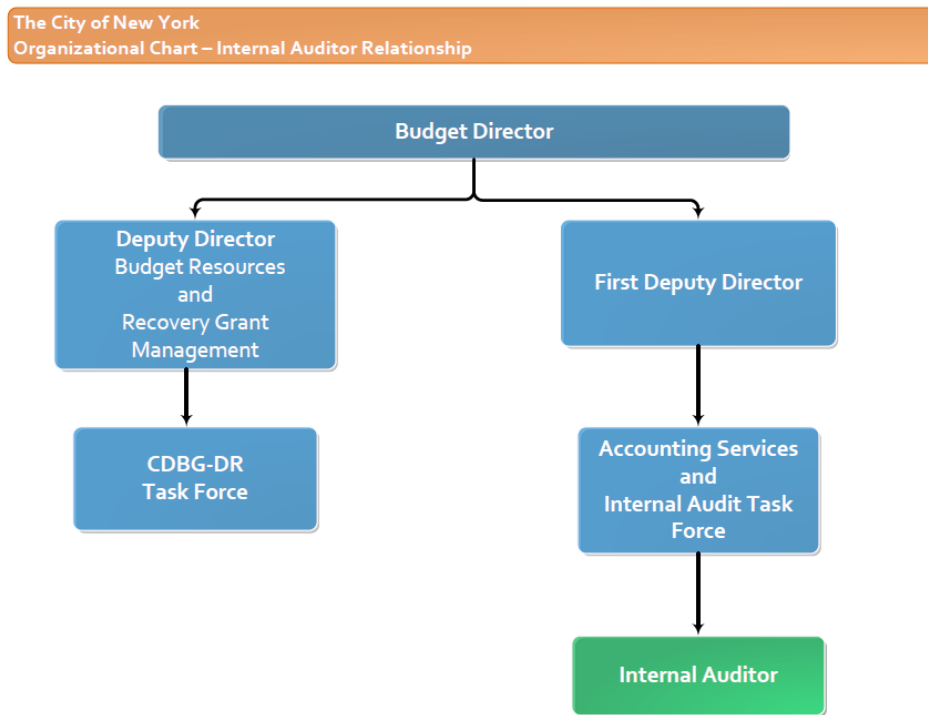 The City of New York
Organizational Chart – Internal Auditor Relationship
Budget Director
Deputy Director
Budget Resources
and
Recovery Grant
Management
First Deputy Director
CDBG-DR
Task Force
Accounting Services
and
Internal Audit Task
Force
Internal Auditor